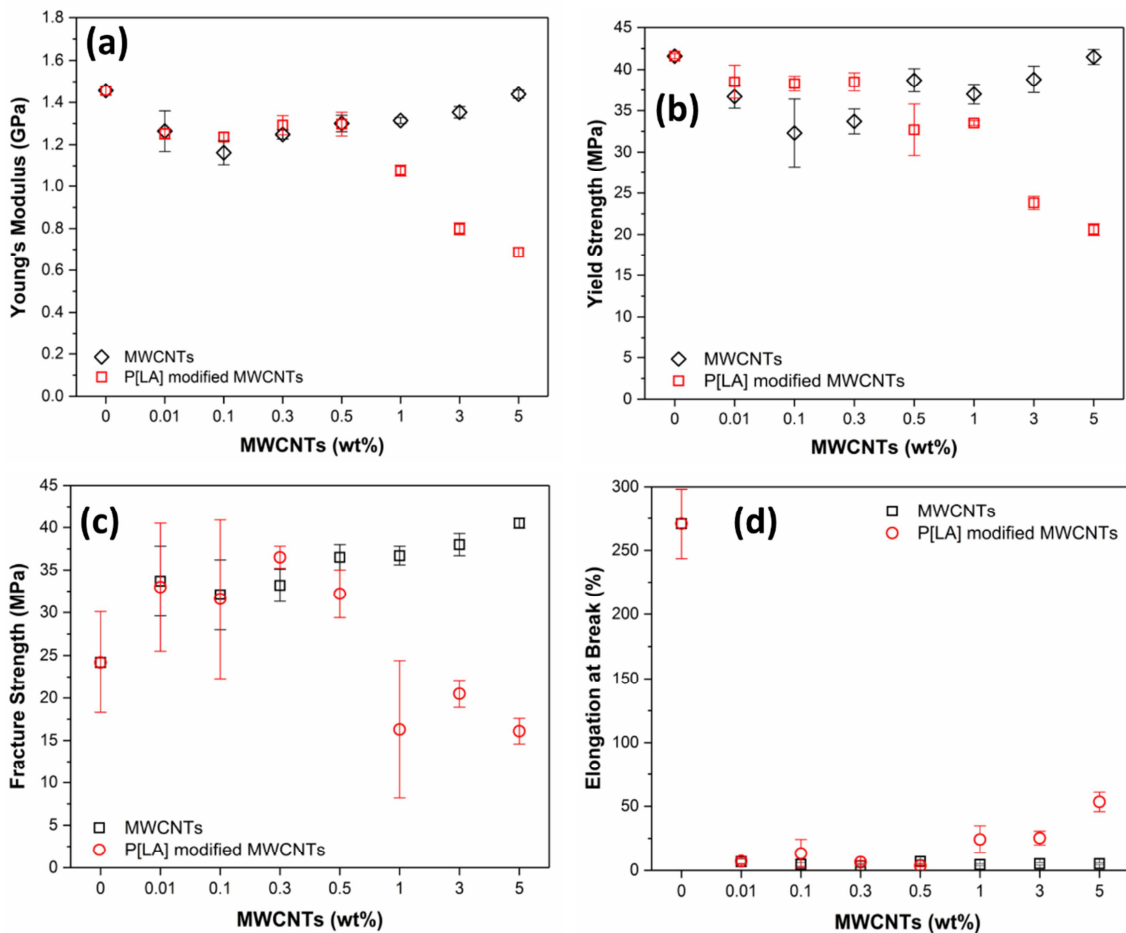 (a)
Young's Modulus (GPa)
1.8
1.6
1.4
1.2
1.0
0.8
0.6
0.4
0.2
0.0
MWCNTs
P[LA] modified MWCNTs
0 0.01 0.1 0.3 0.5 1 3 5
MWCNTs (wt%)
(b)
Yield Strength (MPa)
45
40
35
30
25
20
15
10
5
0
MWCNTs
P[LA] modified MWCNTs
0 0.01 0.1 0.3 0.5 1 3 5
MWCNTs (wt%)
(c)
Fracture Strength (MPa)
45
40
35
30
25
20
15
10
5
0
MWCNTs
P[LA] modified MWCNTs
0 0.01 0.1 0.3 0.5 1 3 5
MWCNTs (wt%)
(d)
Elongation at Break (%)
300
250
200
150
100
50
0
MWCNTs
P[LA] modified MWCNTs
0 0.01 0.1 0.3 0.5 1 3 5
MWCNTs (wt%)